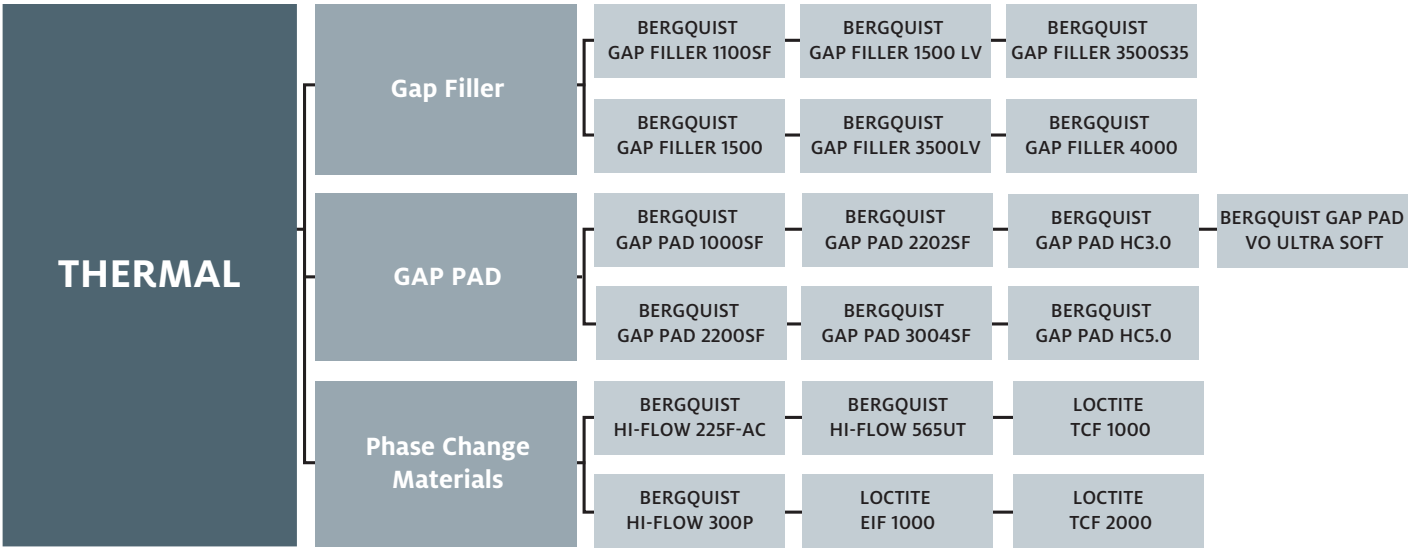 THERMAL
Gap Filler
BERGQUIST
GAP FILLER 1100SF
BERGQUIST
GAP FILLER 1500 LV
BERGQUIST
GAP FILLER 3500S35
BERGQUIST
GAP FILLER 1500
BERGQUIST
GAP FILLER 3500LV
BERGQUIST
GAP FILLER 4000
GAP PAD
BERGQUIST
GAP PAD 1000SF
BERGQUIST
GAP PAD 2202SF
BERGQUIST
GAP PAD HC3.0
BERGQUIST GAP PAD
VO ULTRA SOFT
BERGQUIST
GAP PAD 2200SF
BERGQUIST
GAP PAD 3004SF
BERGQUIST
GAP PAD HC5.0
Phase Change
Materials
BERGQUIST
HI-FLOW 225F-AC
BERGQUIST
HI-FLOW 565UT
LOCTITE
TCF 1000
BERGQUIST
HI-FLOW 300P
LOCTITE
EIF 1000
LOCTITE
TCF 2000